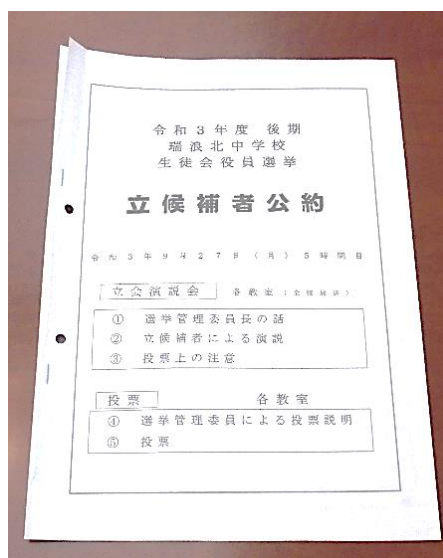 令和3年度 後期
瑞浪北中学校
生徒会役員選挙
立候補者公約
令和3年9月27日(月)5時間目
立会演説会 各教室
① 選挙管理委員長の話
② 立候補者による演説
③ 投票上の注意
投票 各教室
④ 選挙管理委員による投票説明
⑤ 投票